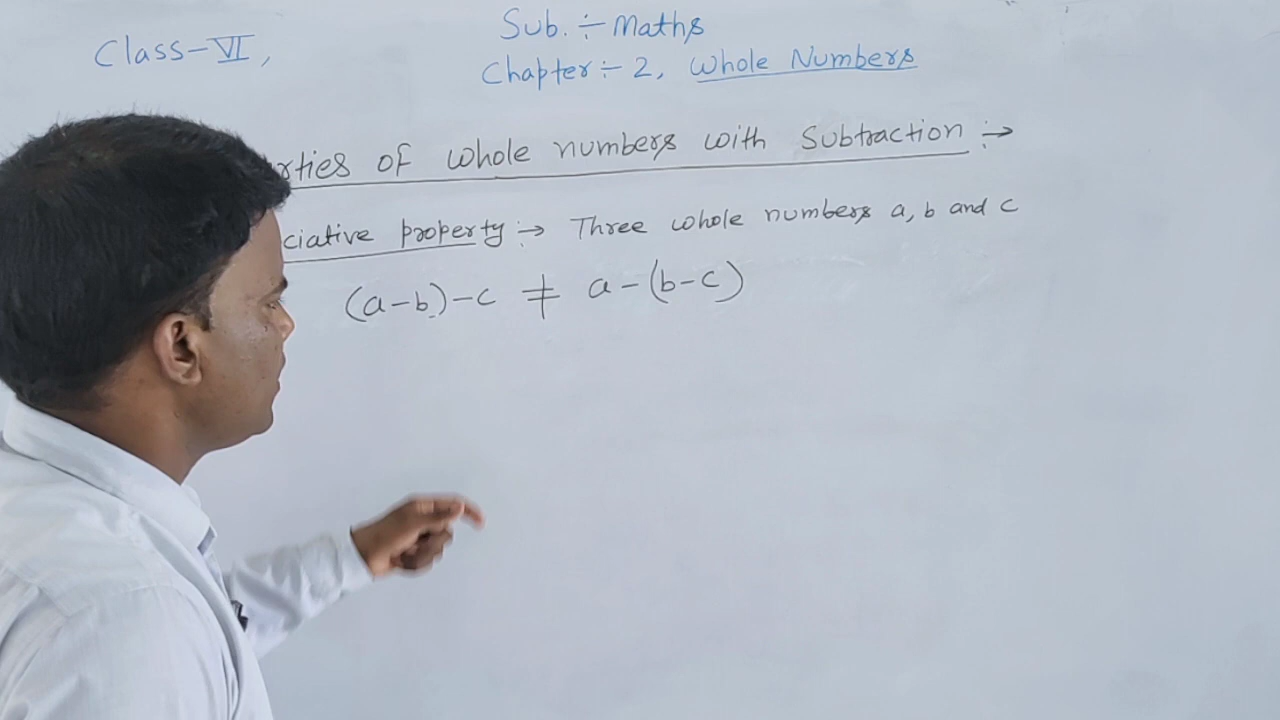 Class-VI,
Sub. :- Maths
Chapter :- 2, Whole Numbers
rties of whole numbers with Subtraction :→
ciative property :→ Three whole numbers a, b and c
(a-b)-c ≠ a-(b-c)